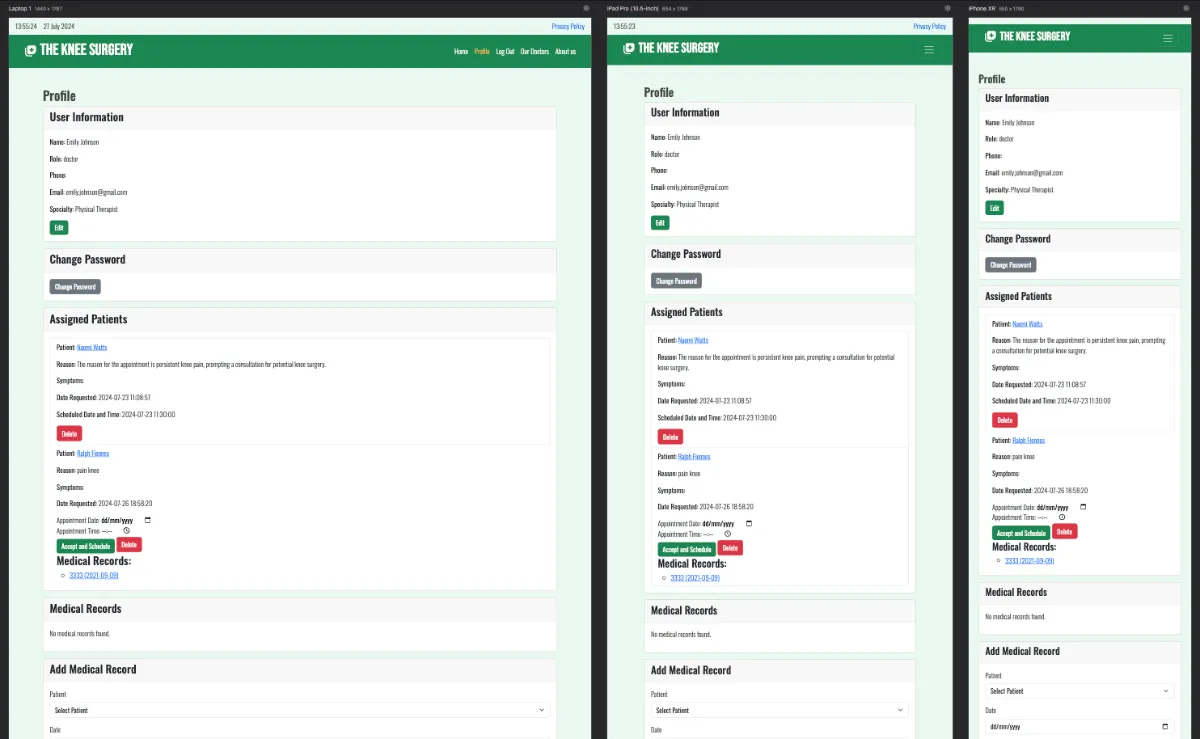 Laptop 1 1440 x 1787
13:55:24 27 July 2024 Privacy Policy
THE KNEE SURGERY
Home Profile Log Out Our Doctors About us
Profile
User Information
Name: Emily Johnson
Role: doctor
Phone:
Email: emily.johnson@gmail.com
Specialty: Physical Therapist
Edit
Change Password
Change Password
Assigned Patients
Patient: Naomi Watts
Reason: The reason for the appointment is persistent knee pain, prompting a consultation for potential knee surgery.
Symptoms:
Date Requested: 2024-07-23 11:08:57
Scheduled Date and Time: 2024-07-23 11:30:00
Delete
Patient: Ralph Fiennes
Reason: pain knee
Symptoms:
Date Requested: 2024-07-26 18:58:20
Appointment Date: dd/mm/yyyy
Appointment Time: --:--
Accept and Schedule Delete
Medical Records:
3333 (2021-09-09)
Medical Records
No medical records found.
Add Medical Record
Patient
Select Patient
Date
iPad Pro (10.5-inch)
13:55:23 Privacy Policy
THE KNEE SURGERY
Profile
User Information
Name: Emily Johnson
Role: doctor
Phone:
Email: emily.johnson@gmail.com
Specialty: Physical Therapist
Edit
Change Password
Change Password
Assigned Patients
Patient: Naomi Watts
Reason: The reason for the appointment is persistent knee pain, prompting a consultation for potential
knee surgery.
Symptoms:
Date Requested: 2024-07-23 11:08:57
Scheduled Date and Time: 2024-07-23 11:30:00
Delete
Patient: Ralph Fiennes
Reason: pain knee
Symptoms:
Date Requested: 2024-07-26 18:58:20
Appointment Date: dd/mm/yyyy
Appointment Time: --:--
Accept and Schedule Delete
Medical Records:
3333 (2021-09-09)
Medical Records
No medical records found.
Add Medical Record
Patient
Select Patient
Date
iPhone XR
THE KNEE SURGERY
Profile
User Information
Name: Emily Johnson
Role: doctor
Phone:
Email: emily.johnson@gmail.com
Specialty: Physical Therapist
Edit
Change Password
Change Password
Assigned Patients
Patient: Naomi Watts
Reason: The reason for the appointment is persistent knee pain, prompting
a consultation for potential knee surgery.
Symptoms:
Date Requested: 2024-07-23 11:08:57
Scheduled Date and Time: 2024-07-23 11:30:00
Delete
Patient: Ralph Fiennes
Reason: pain knee
Symptoms:
Date Requested: 2024-07-26 18:58:20
Appointment Date: dd/mm/yyyy
Appointment Time: --:--
Accept and Schedule Delete
Medical Records:
3333 (2021-09-09)
Medical Records
No medical records found.
Add Medical Record
Patient
Select Patient
Date
dd/mm/yyyy